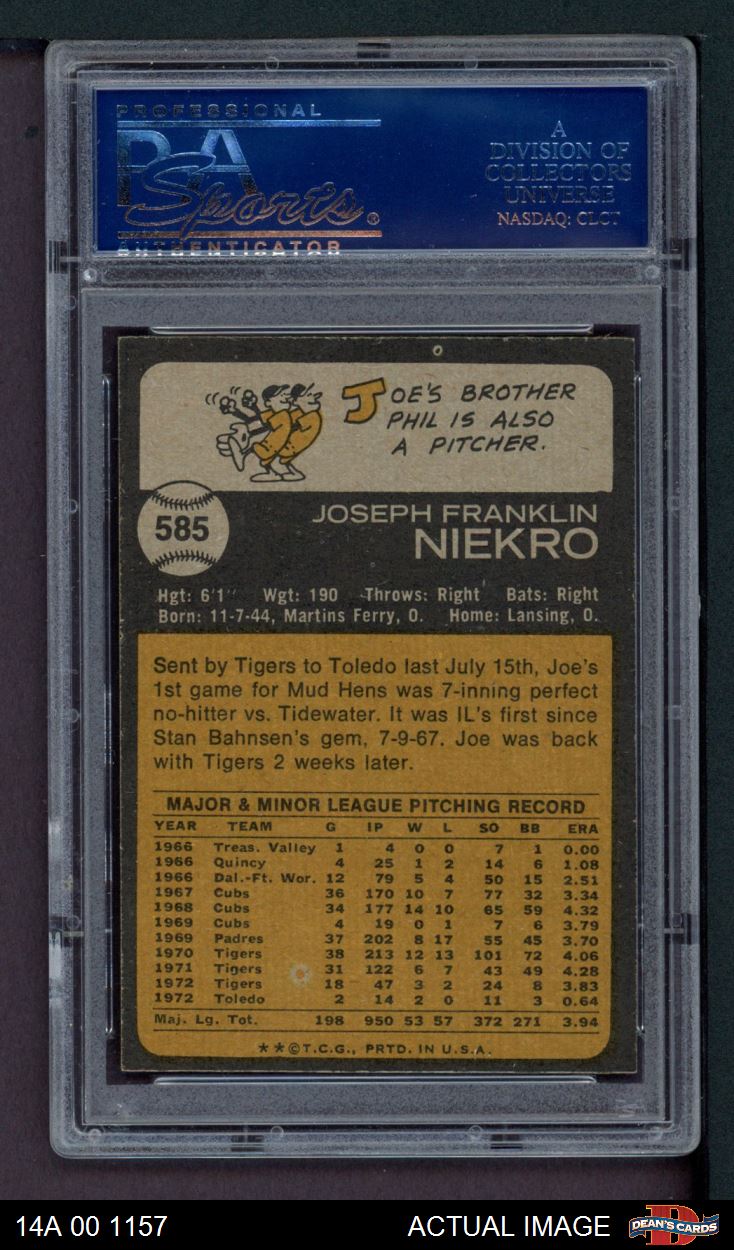 PROFESSIONAL
PSA
Sports®
AUTHENTICATOR
A
DIVISION OF
COLLECTORS
UNIVERSE
NASDAQ: CLCT
JOE'S BROTHER
PHIL IS ALSO
A PITCHER.
585
JOSEPH FRANKLIN
NIEKRO
Hgt: 6'1" Wgt: 190 Throws: Right Bats: Right
Born: 11-7-44, Martins Ferry, O. Home: Lansing, O.
Sent by Tigers to Toledo last July 15th, Joe's
1st game for Mud Hens was 7-inning perfect
no-hitter vs. Tidewater. It was IL's first since
Stan Bahnsen's gem, 7-9-67. Joe was back
with Tigers 2 weeks later.
MAJOR & MINOR LEAGUE PITCHING RECORD
YEAR TEAM G IP W L SO BB ERA
1966 Treas. Valley 1 4 0 0 7 1 0.00
1966 Quincy 4 25 1 2 14 6 1.08
1966 Dal.-Ft. Wor. 12 79 5 4 50 15 2.51
1967 Cubs 36 170 10 7 77 32 3.34
1968 Cubs 34 177 14 10 65 59 4.32
1969 Cubs 4 19 0 1 7 6 3.79
1969 Padres 37 202 8 17 55 45 3.70
1970 Tigers 38 213 12 13 101 72 4.06
1971 Tigers 31 122 6 7 43 49 4.28
1972 Tigers 18 47 3 2 24 8 3.83
1972 Toledo 2 14 2 0 11 3 0.64
Maj. Lg. Tot. 198 950 53 57 372 271 3.94
**©T.C.G., PRTD. IN U.S.A.
14A 00 1157
ACTUAL IMAGE
DEAN'S CARDS